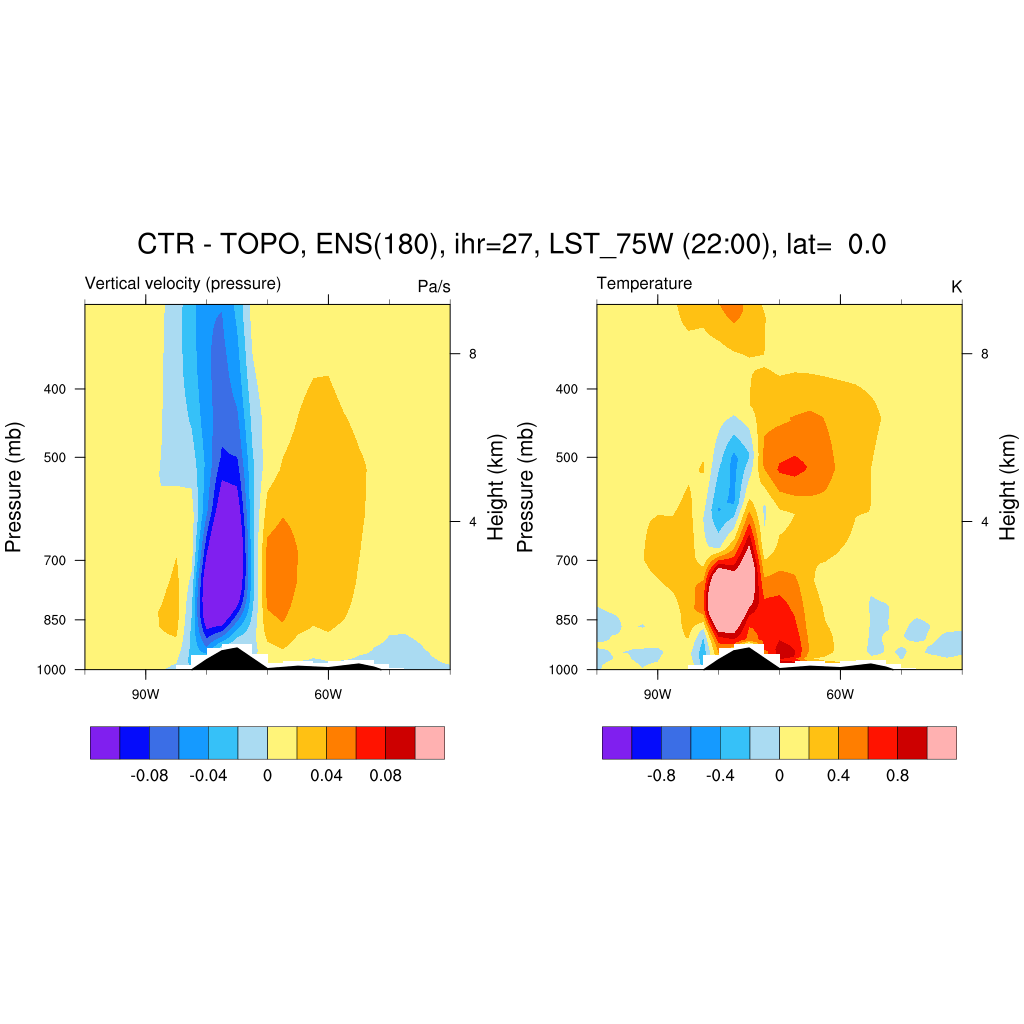 CTR - TOPO, ENS(180), ihr=27, LST_75W (22:00), lat=  0.0
Vertical velocity (pressure)
Pa/s
Pressure (mb)
400
500
700
850
1000
90W
60W
8
4
Height (km)
-0.08
-0.04
0
0.04
0.08
Temperature
K
Pressure (mb)
400
500
700
850
1000
90W
60W
8
4
Height (km)
-0.8
-0.4
0
0.4
0.8